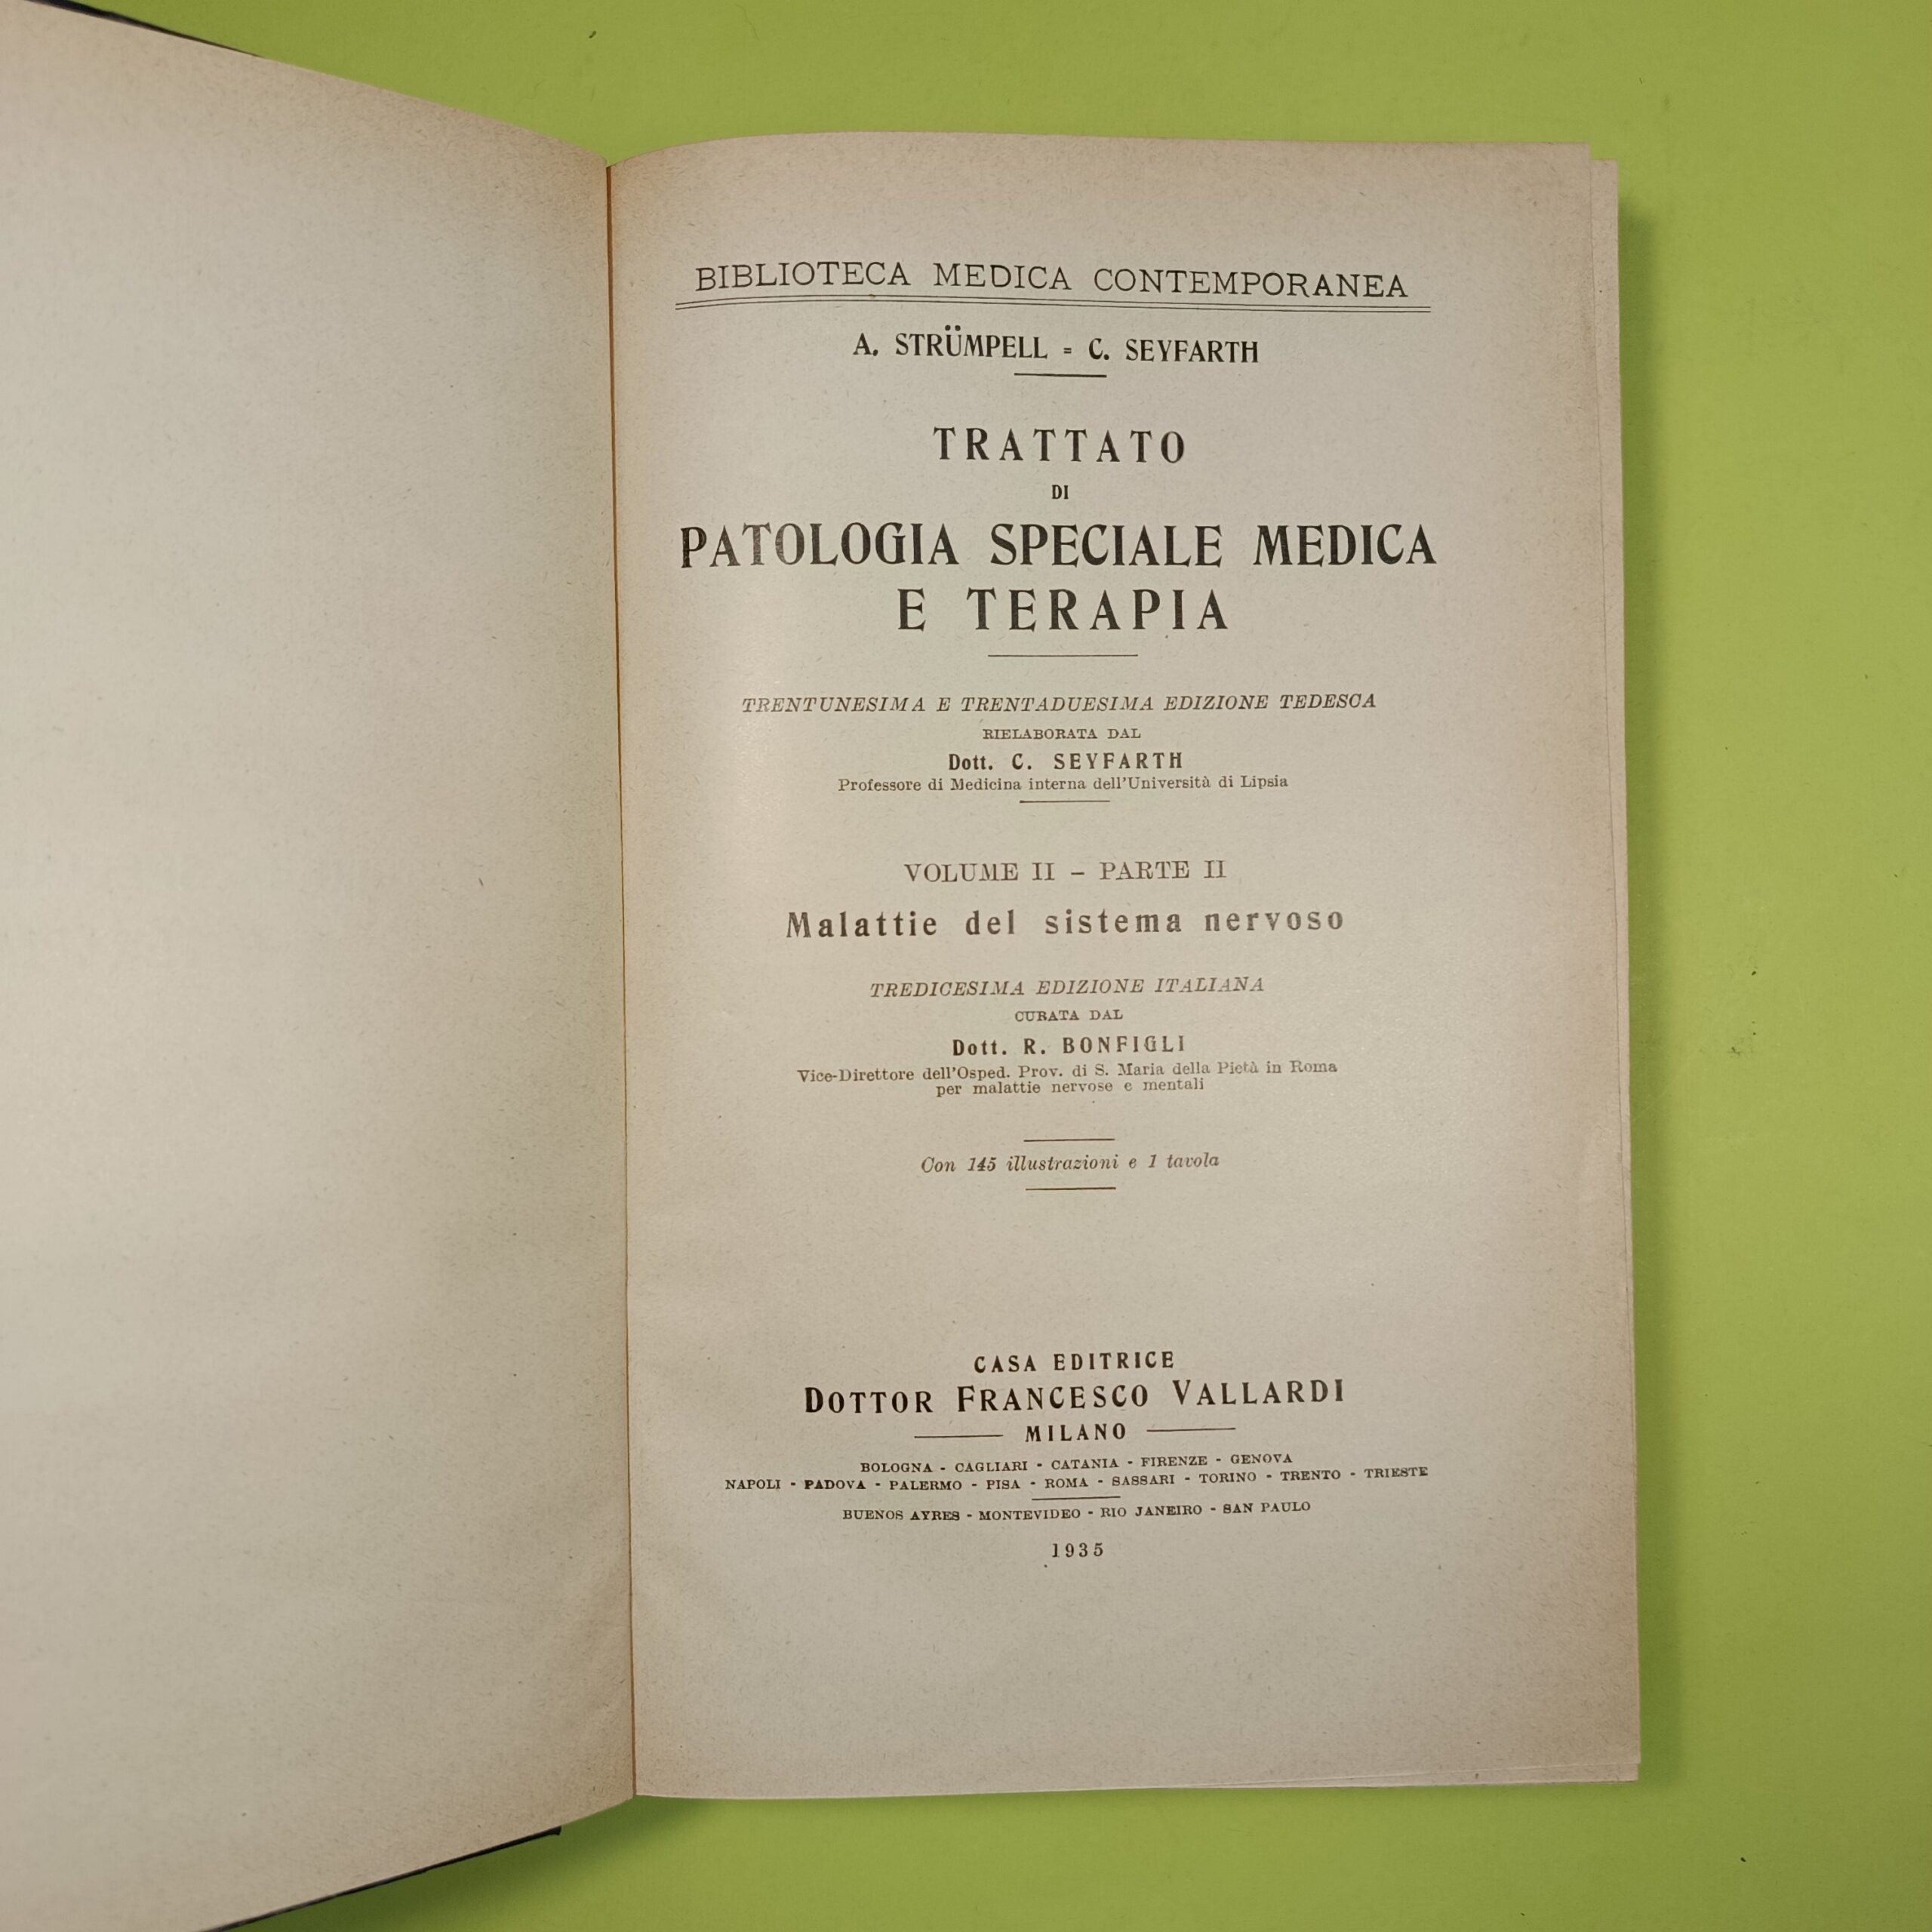 BIBLIOTECA MEDICA CONTEMPORANEA
A. STRÜMPELL = C. SEYFARTH
TRATTATO
DI
PATOLOGIA SPECIALE MEDICA
E TERAPIA
TRENTUNESIMA E TRENTADUESIMA EDIZIONE TEDESCA
RIELABORATA DAL
Dott. C. SEYFARTH
Professore di Medicina interna dell'Università di Lipsia
VOLUME II - PARTE II
Malattie del sistema nervoso
TREDICESIMA EDIZIONE ITALIANA
CURATA DAL
Dott. R. BONFIGLI
Vice-Direttore dell'Osped. Prov. di S. Maria della Pietà in Roma
per malattie nervose e mentali
Con 145 illustrazioni e 1 tavola
CASA EDITRICE
DOTTOR FRANCESCO VALLARDI
MILANO
BOLOGNA - CAGLIARI - CATANIA - FIRENZE - GENOVA
NAPOLI - PADOVA - PALERMO - PISA - ROMA - SASSARI - TORINO - TRENTO - TRIESTE
BUENOS AYRES - MONTEVIDEO - RIO JANEIRO - SAN PAULO
1935